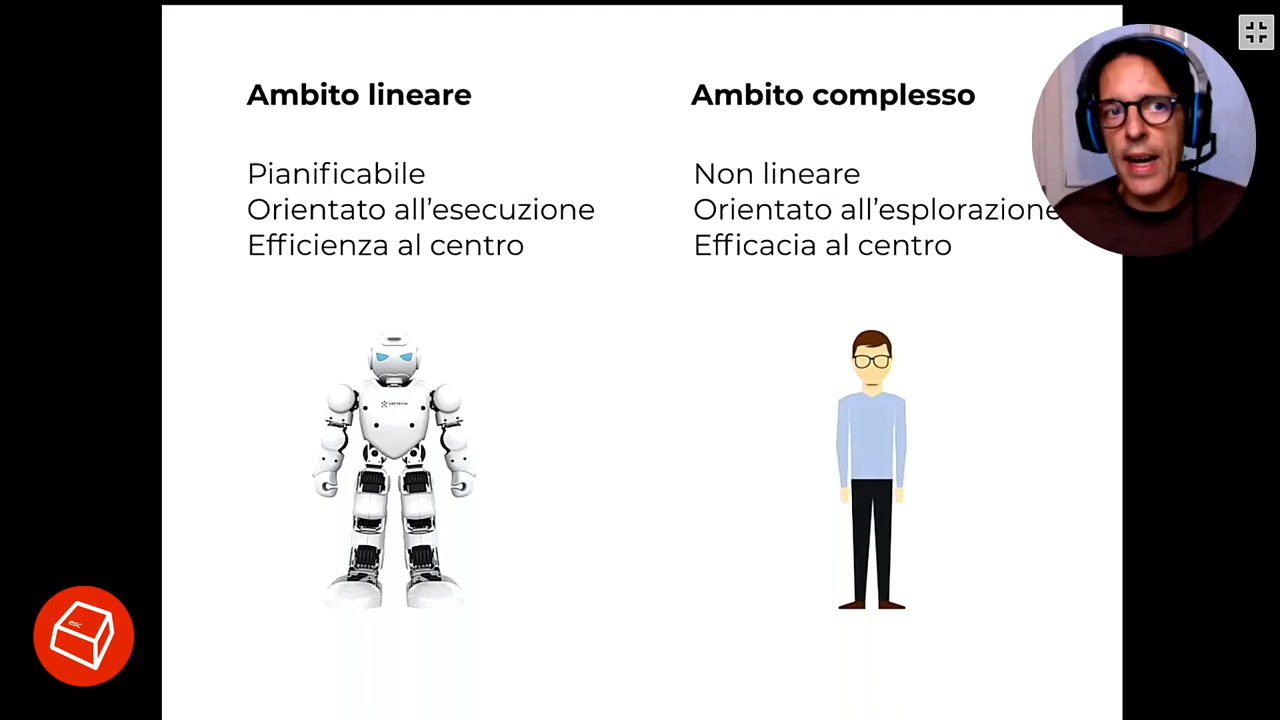 Ambito lineare
Pianificabile
Orientato all’esecuzione
Efficienza al centro
Ambito complesso
Non lineare
Orientato all’esplorazione
Efficacia al centro
esc